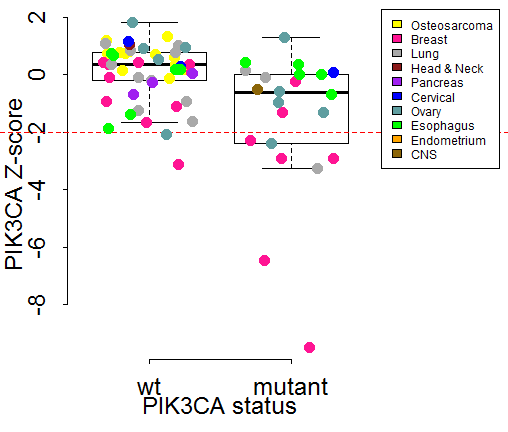 PIK3CA Z-score
2
0
-2
-4
-6
-8
Osteosarcoma
Breast
Lung
Head & Neck
Pancreas
Cervical
Ovary
Esophagus
Endometrium
CNS
wt mutant
PIK3CA status